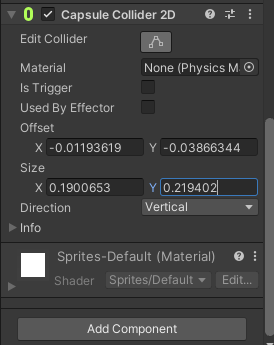 Capsule Collider 2D
Edit Collider
Material None (Physics M
Is Trigger
Used By Effector
Offset
X -0.01193619 Y -0.03866344
Size
X 0.1900653 Y 0.219402
Direction Vertical
Info
Sprites-Default (Material)
Shader Sprites/Default Edit...
Add Component